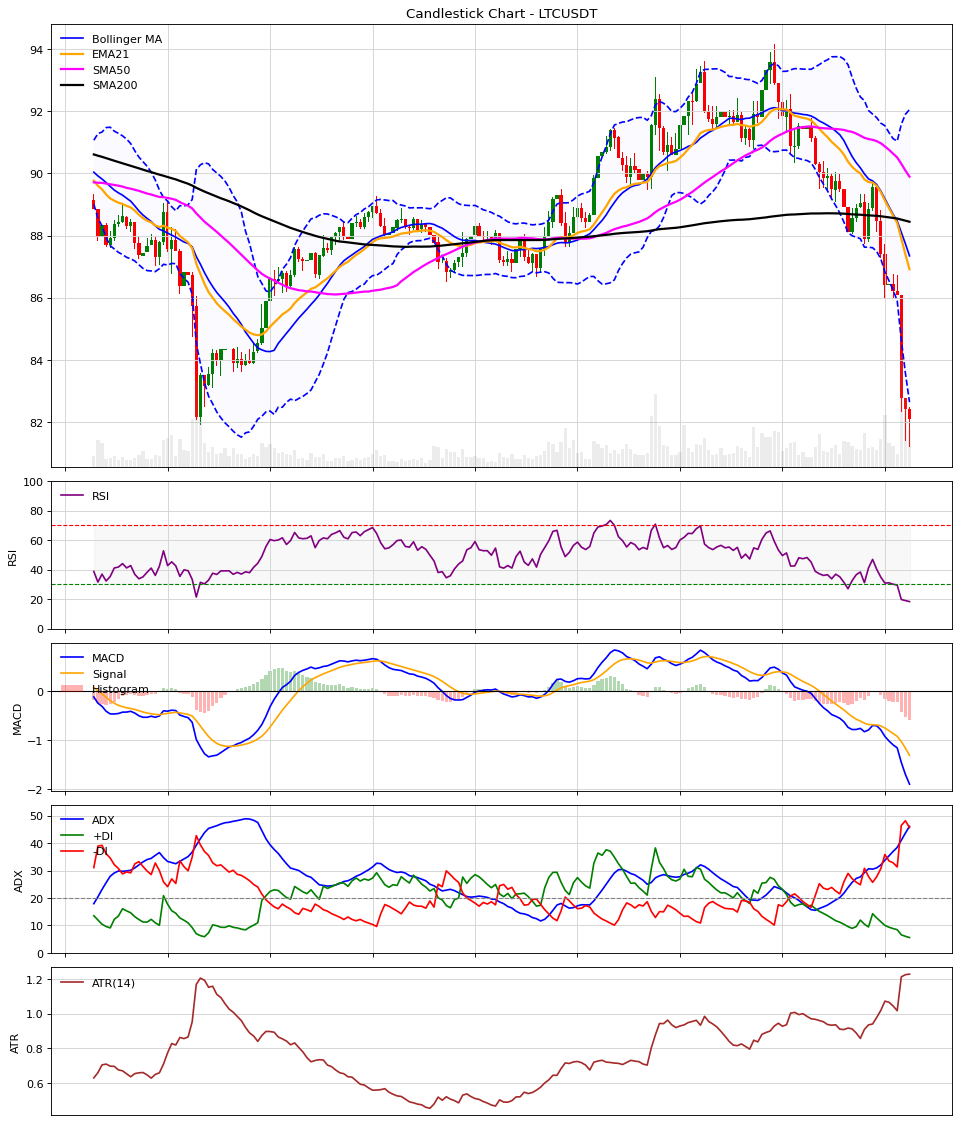 Candlestick Chart - LTCUSDT
Bollinger MA
EMA21
SMA50
SMA200
94
92
90
88
86
84
82
RSI
100
80
60
40
20
0
RSI
MACD
Signal
Histogram
0
−1
−2
MACD
ADX
+DI
-DI
50
40
30
20
10
0
ADX
ATR(14)
1.2
1.0
0.8
0.6
ATR